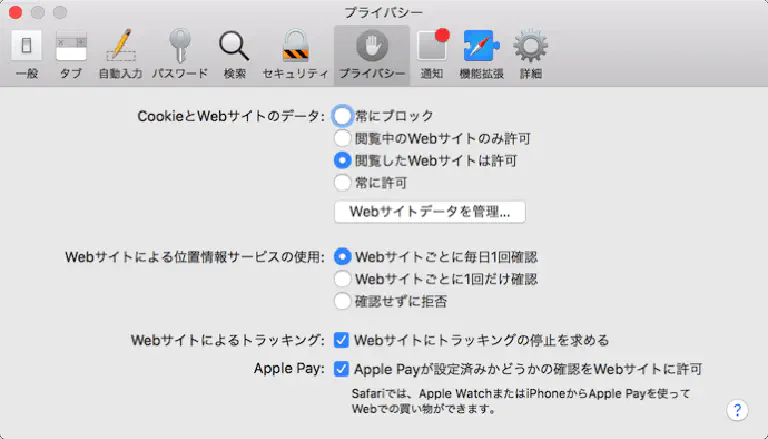 プライバシー
一般 タブ 自動入力 パスワード 検索 セキュリティ プライバシー 通知 機能拡張 詳細
CookieとWebサイトのデータ: 常にブロック
閲覧中のWebサイトのみ許可
閲覧したWebサイトは許可
常に許可
Webサイトデータを管理...
Webサイトによる位置情報サービスの使用: Webサイトごとに毎日1回確認
Webサイトごとに1回だけ確認
確認せずに拒否
Webサイトによるトラッキング: Webサイトにトラッキングの停止を求める
Apple Pay: Apple Payが設定済みかどうかの確認をWebサイトに許可
Safariでは、Apple WatchまたはiPhoneからApple Payを使って
Webでの買い物ができます。
?